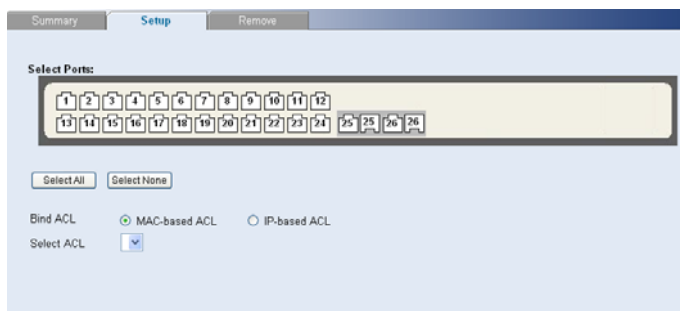 Summary Setup Remove
Select Ports:
1 2 3 4 5 6 7 8 9 10 11 12
13 14 15 16 17 18 19 20 21 22 23 24 25 25 26 26
Select All Select None
Bind ACL MAC-based ACL IP-based ACL
Select ACL